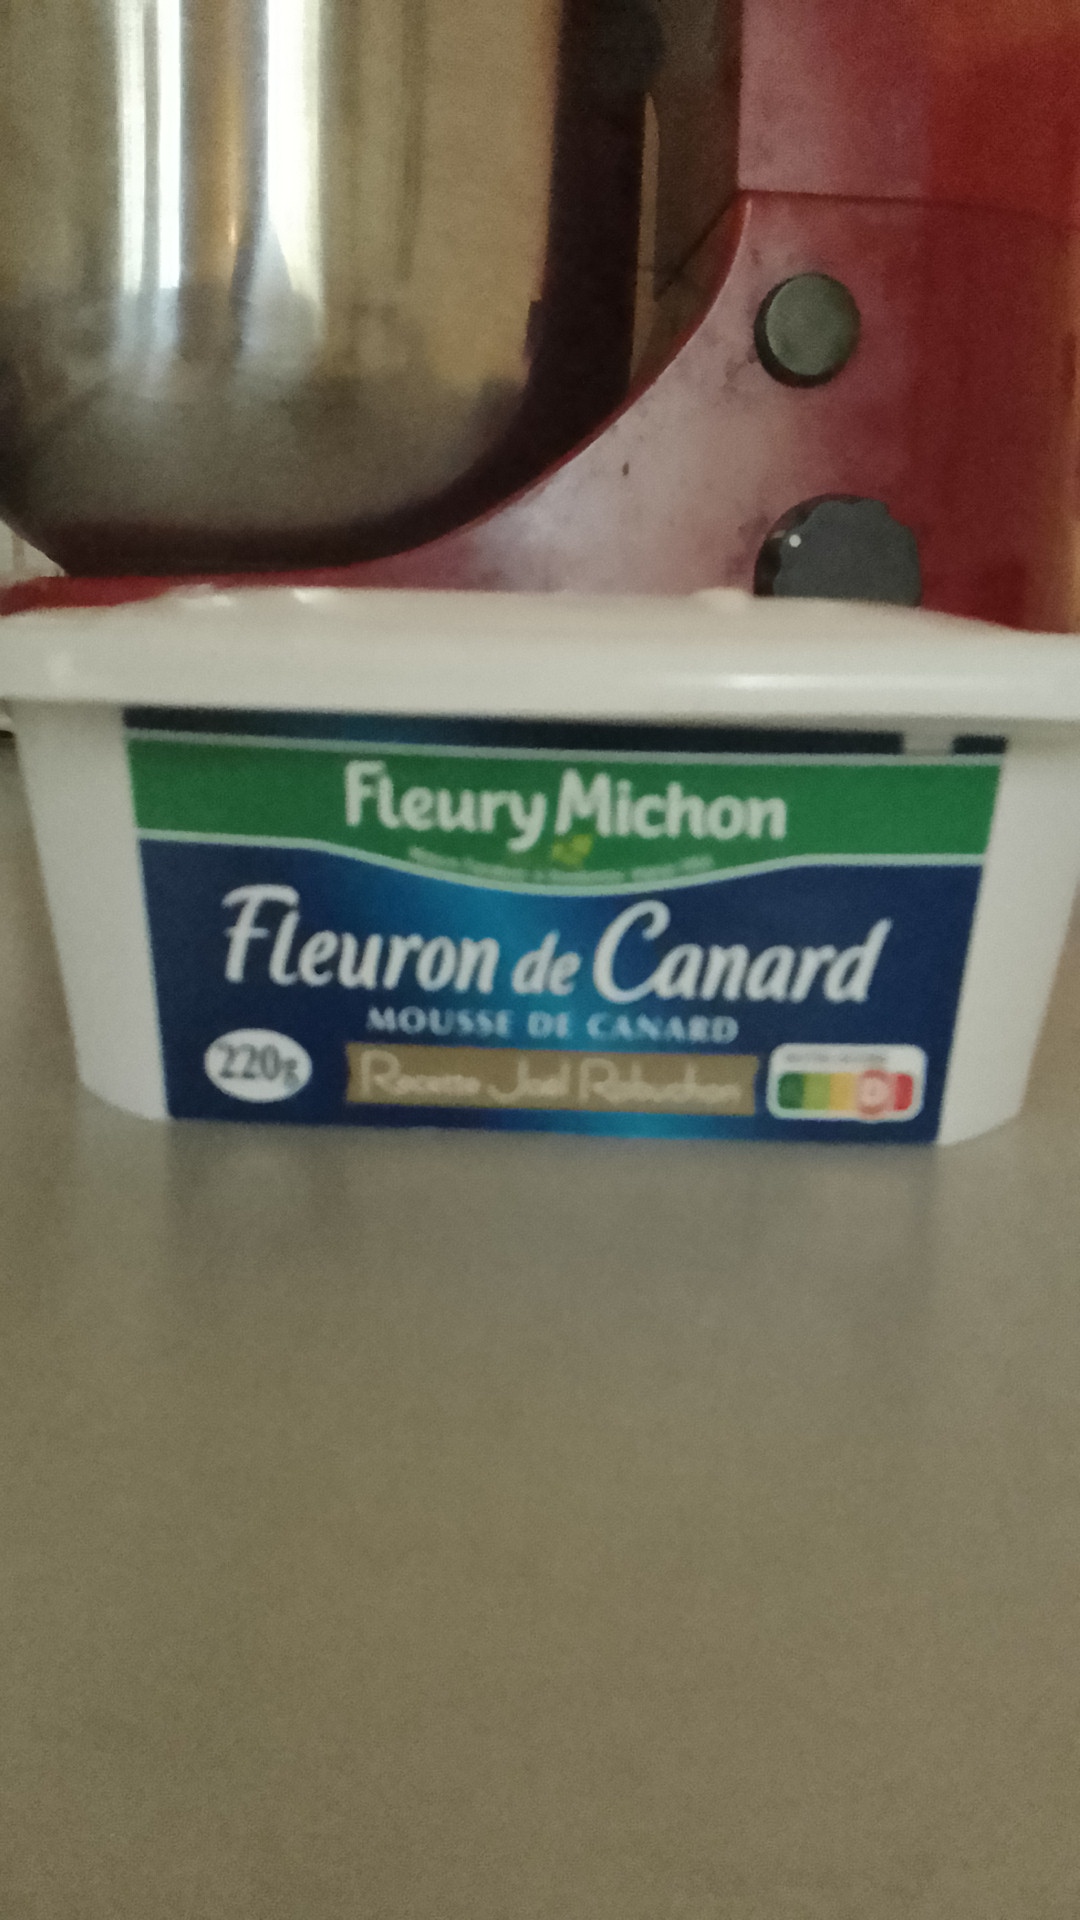 Fleury Michon
Fleuron de Canard
MOUSSE DE CANARD
220g
Recette Joël Robuchon
D